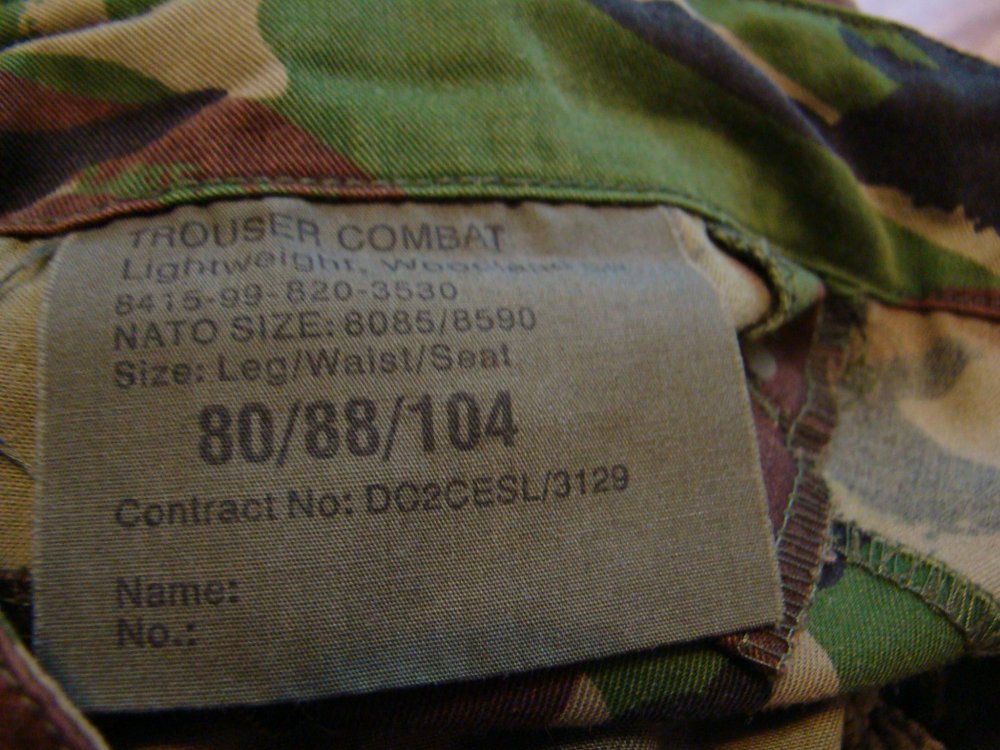 TROUSER COMBAT
Lightweight, Woodland
8415-99-820-3530
NATO SIZE: 8085/8590
Size: Leg/Waist/Seat
80/88/104
Contract No: DC2CESL/3129
Name:
No.: